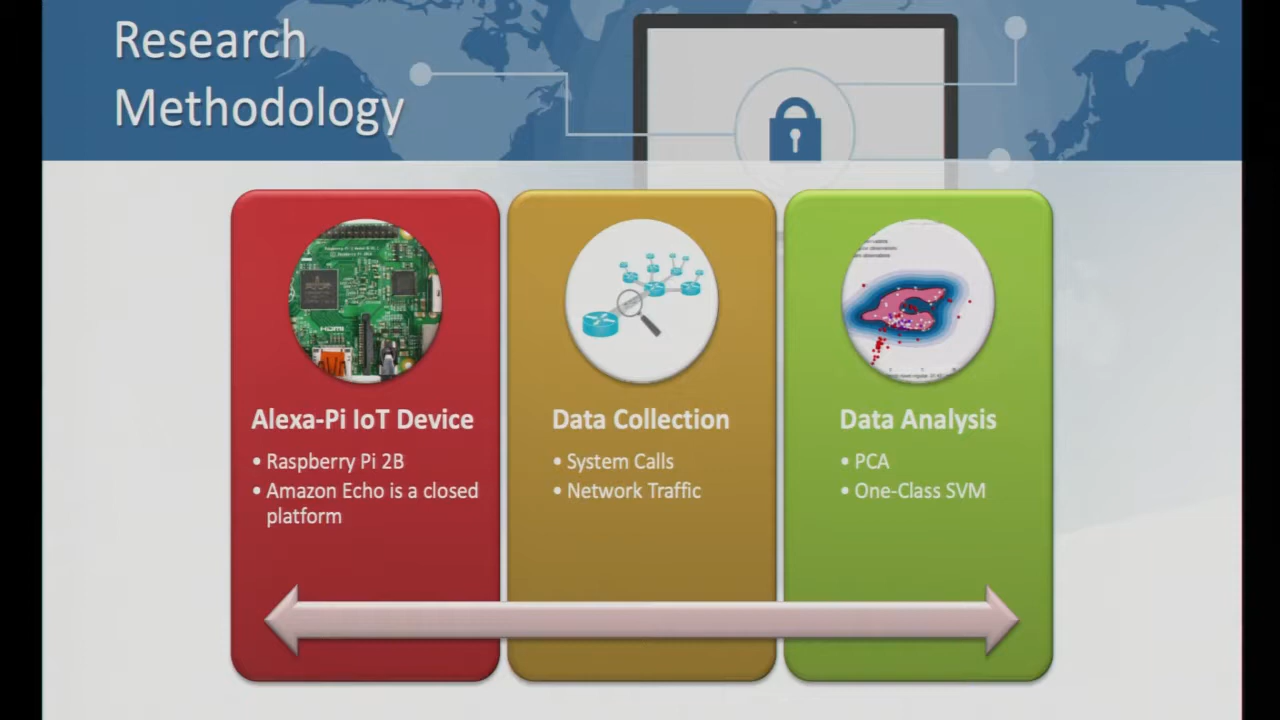 Research
Methodology
HDMI
Alexa-Pi IoT Device
• Raspberry Pi 2B
• Amazon Echo is a closed
platform
Data Collection
• System Calls
• Network Traffic
Data Analysis
• PCA
• One-Class SVM